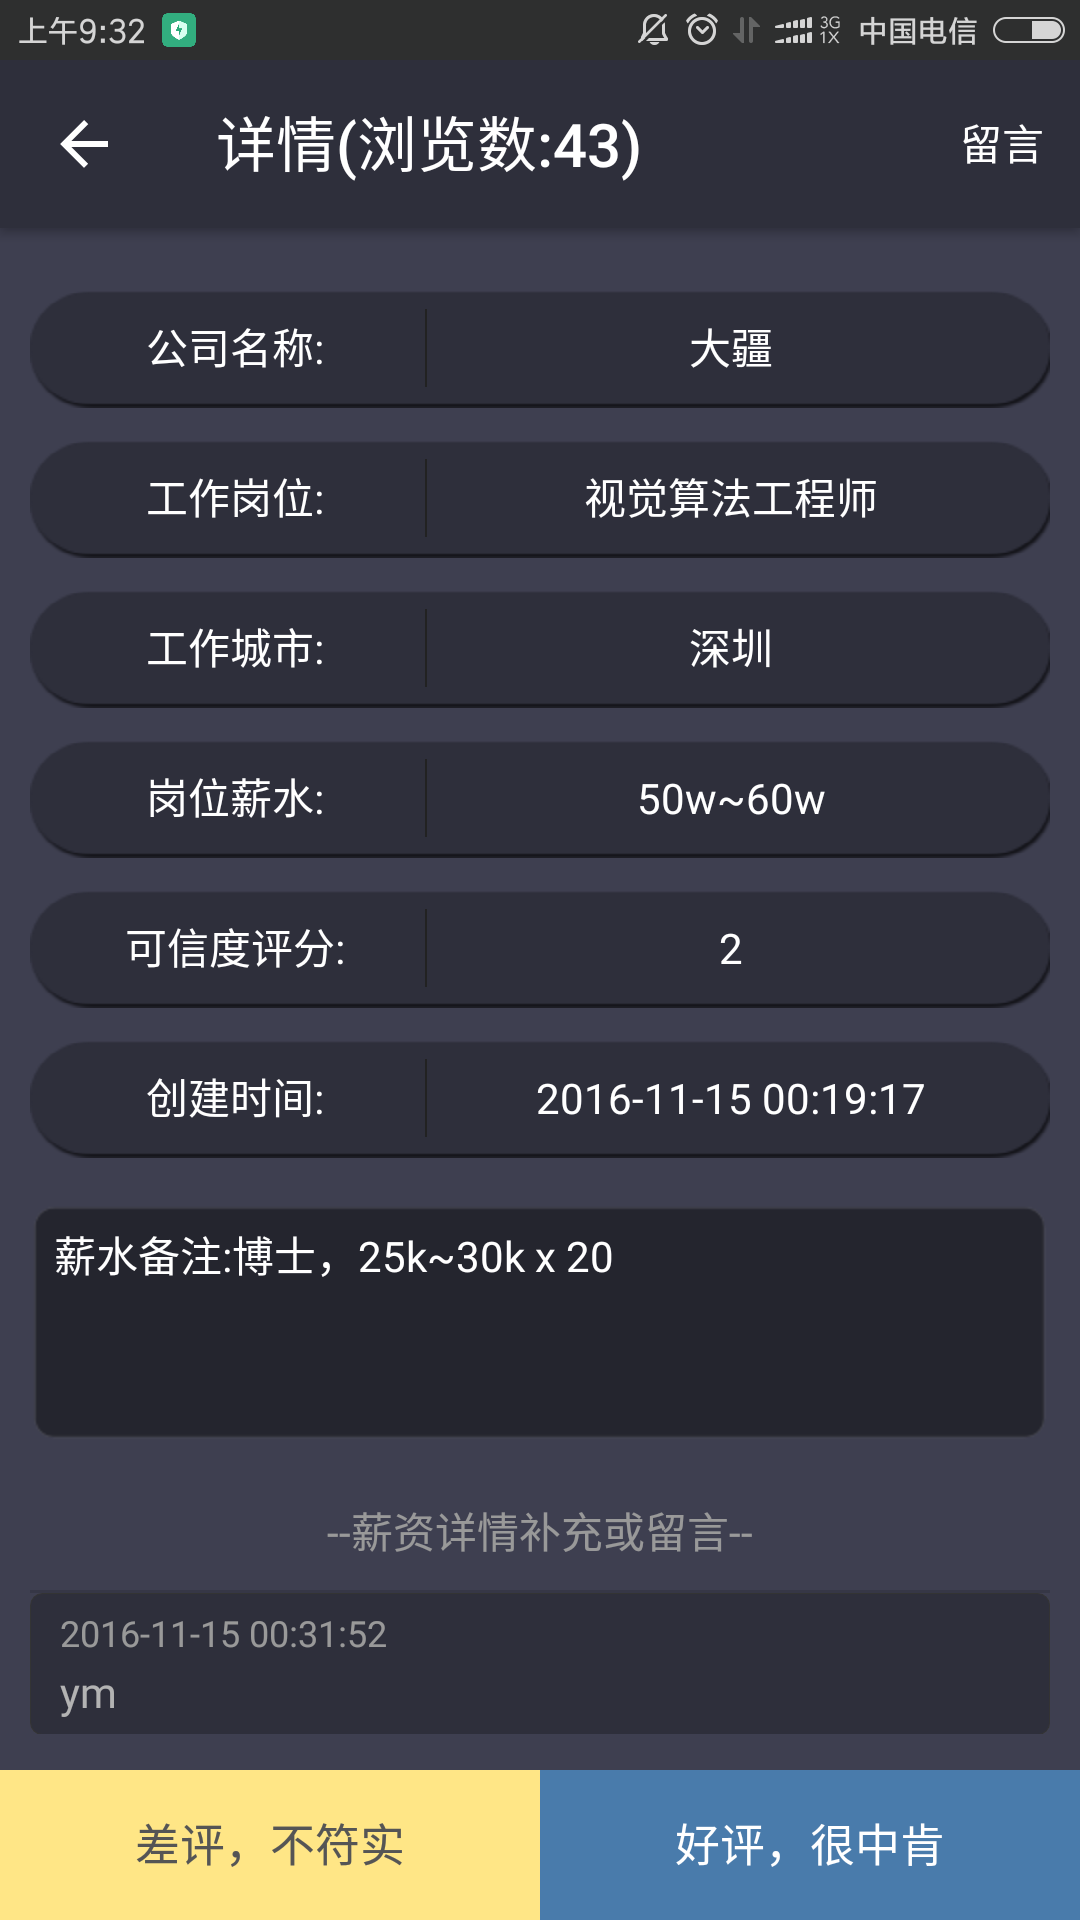 上午9:32
3G
1X
中国电信
详情(浏览数:43)
留言
公司名称:
大疆
工作岗位:
视觉算法工程师
工作城市:
深圳
岗位薪水:
50w~60w
可信度评分:
2
创建时间:
2016-11-15 00:19:17
薪水备注:博士，25k~30k x 20
--薪资详情补充或留言--
2016-11-15 00:31:52
ym
差评，不符实
好评，很中肯